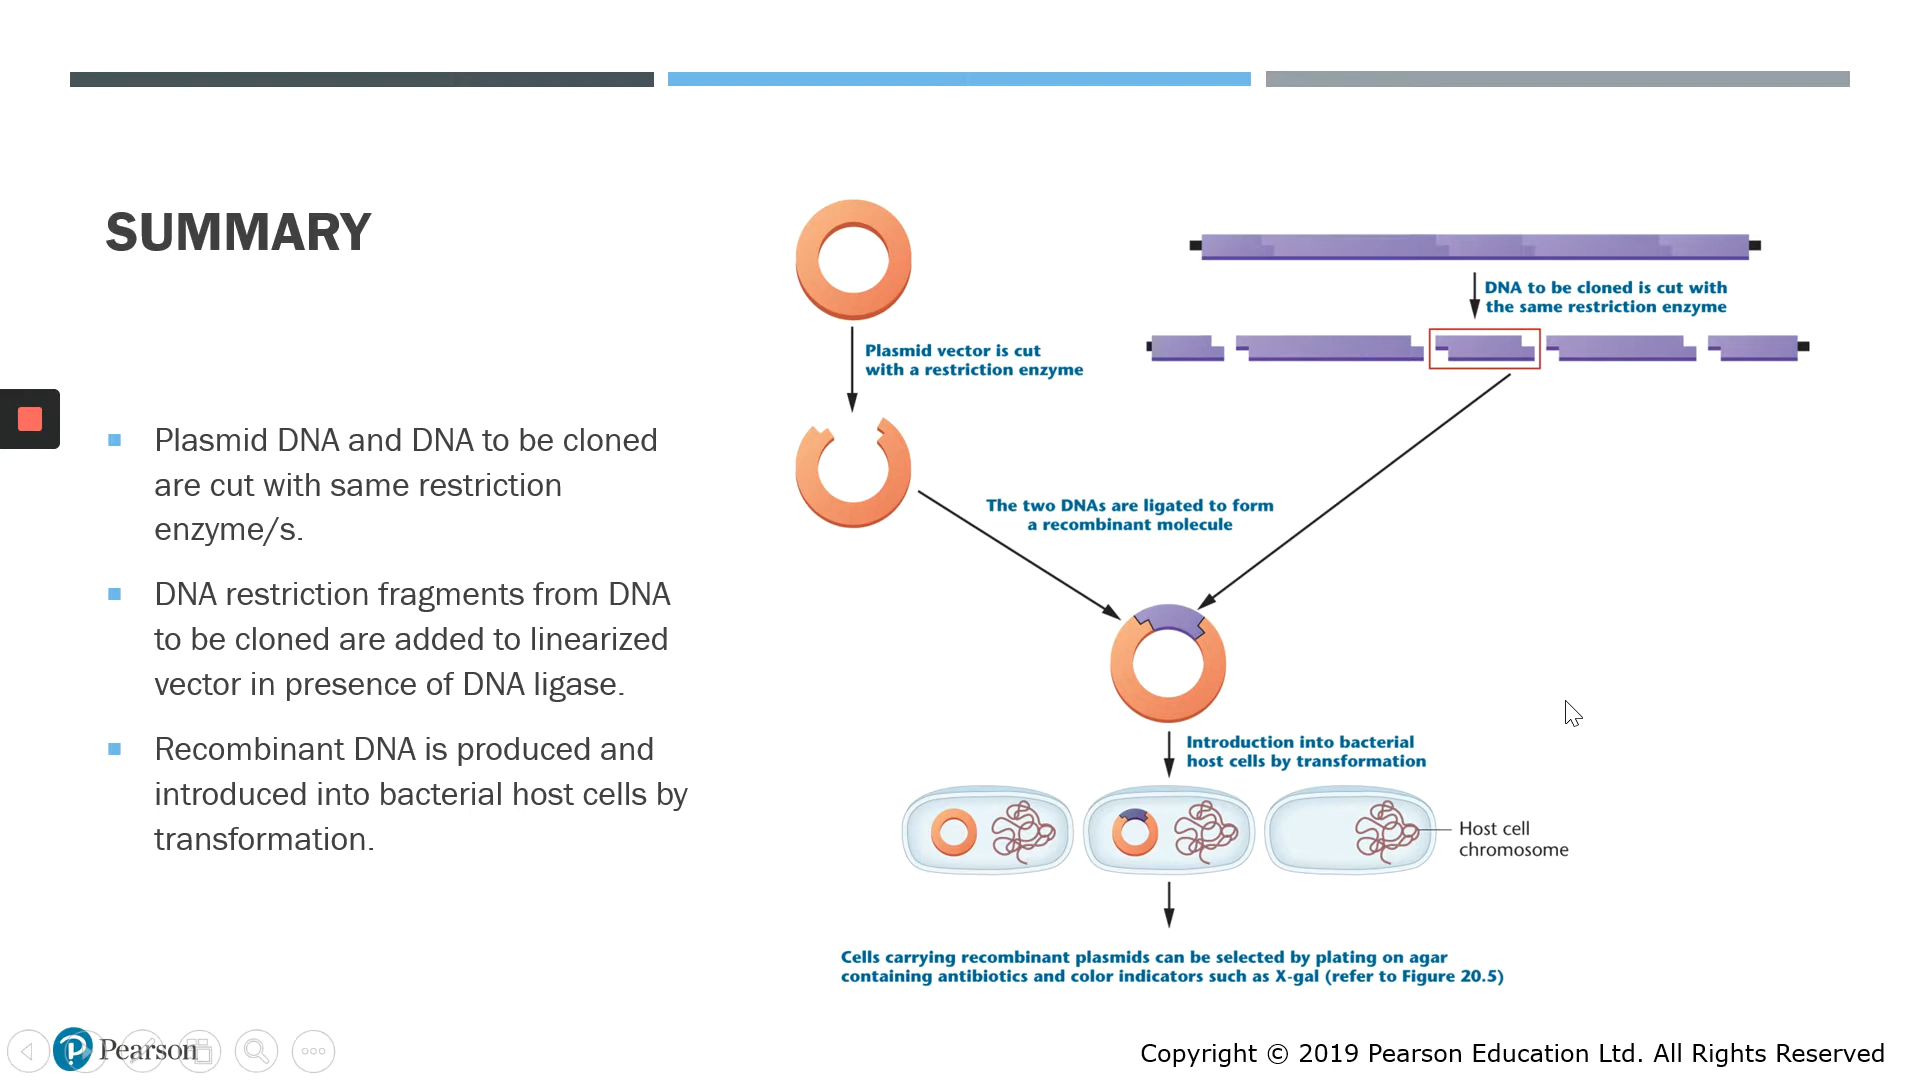 SUMMARY
Plasmid DNA and DNA to be cloned
are cut with same restriction
enzyme/s.
DNA restriction fragments from DNA
to be cloned are added to linearized
vector in presence of DNA ligase.
Recombinant DNA is produced and
introduced into bacterial host cells by
transformation.
DNA to be cloned is cut with
the same restriction enzyme
Plasmid vector is cut
with a restriction enzyme
The two DNAs are ligated to form
a recombinant molecule
Introduction into bacterial
host cells by transformation
Host cell
chromosome
Cells carrying recombinant plasmids can be selected by plating on agar
containing antibiotics and color indicators such as X-gal (refer to Figure 20.5)
Pearson
Copyright © 2019 Pearson Education Ltd. All Rights Reserved